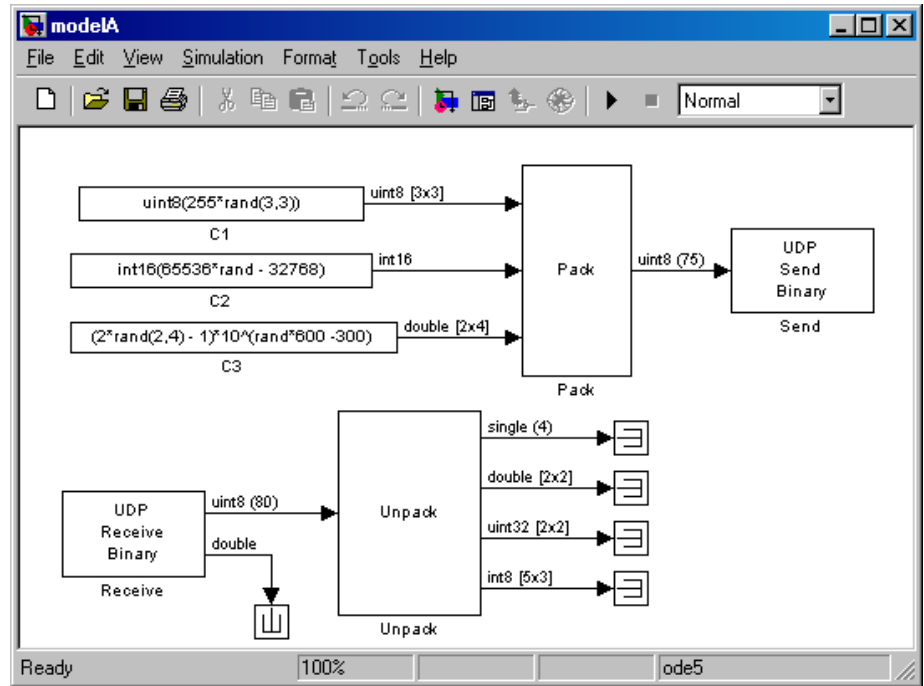 modelA
File Edit View Simulation Format Tools Help
Normal
uint8(255*rand(3,3))
uint8 [3x3]
C1
int16(65536*rand - 32768)
int16
C2
(2*rand(2,4) - 1)*10^(rand*600 -300)
double [2x4]
C3
Pack
Pack
uint8 (75)
UDP
Send
Binary
Send
UDP
Receive
Binary
Receive
uint8 (80)
double
Unpack
Unpack
single (4)
double [2x2]
uint32 [2x2]
int8 [5x3]
Ready 100% ode5